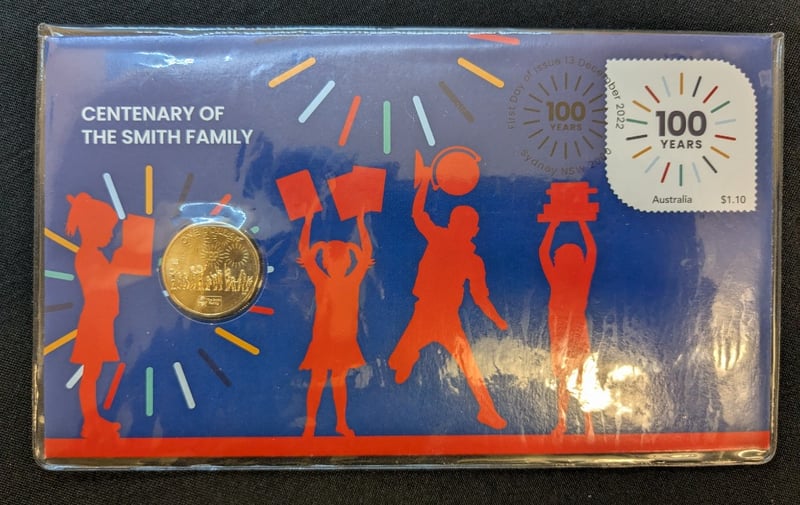 CENTENARY OF
THE SMITH FAMILY
First Day of Issue 13 December 2022
100
YEARS
Sydney NSW 2000
100
YEARS
Australia $1.10